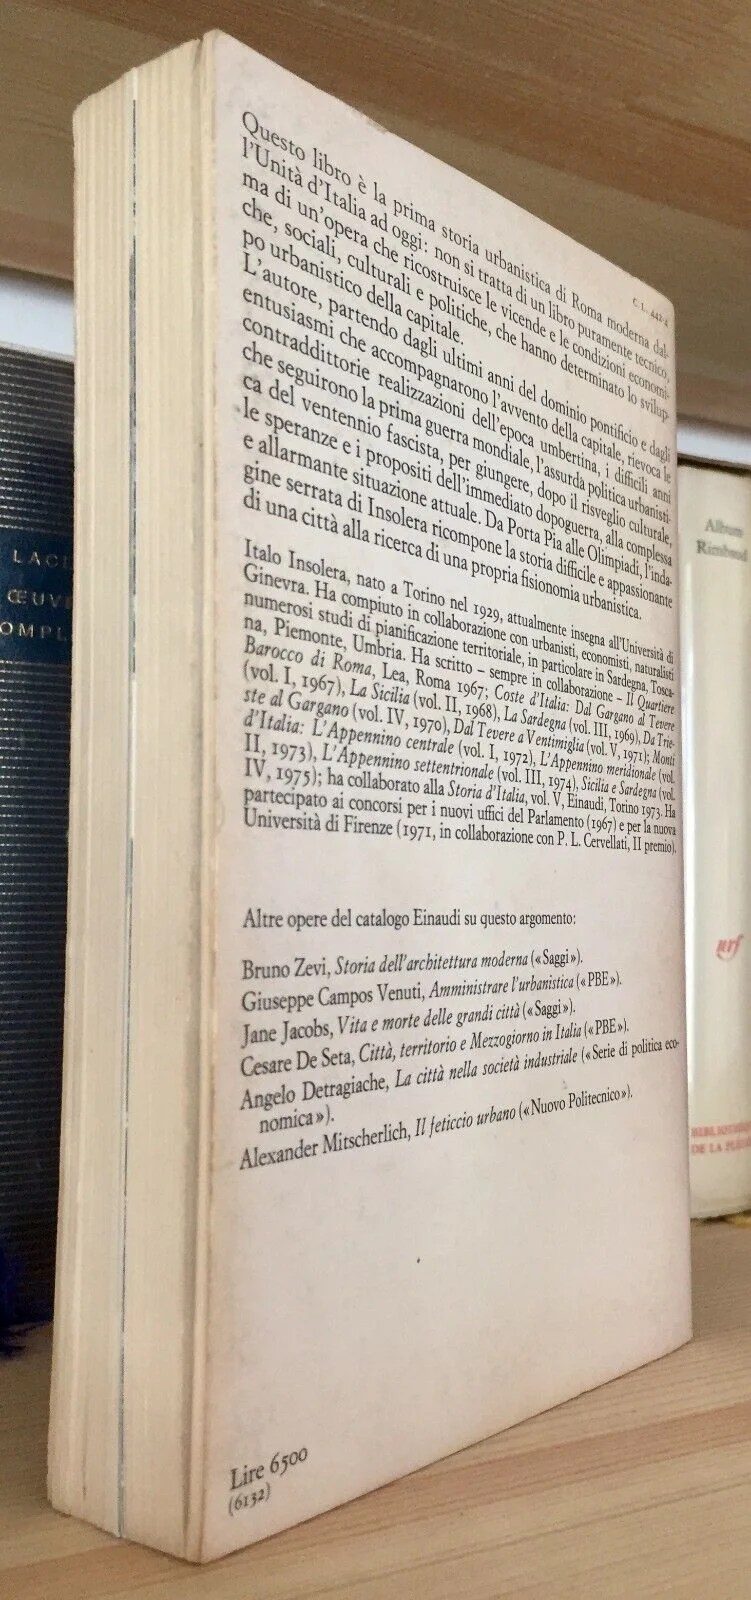 C. L. 442-4
Questo libro è la prima storia urbanistica di Roma moderna dal-
l'Unità d'Italia ad oggi: non si tratta di un libro puramente tecnico,
ma di un'opera che ricostruisce le vicende e le condizioni economi-
che, sociali, culturali e politiche, che hanno determinato lo svilup-
po urbanistico della capitale.
L'autore, partendo dagli ultimi anni del dominio pontificio e dagli
entusiasmi che accompagnarono l'avvento della capitale, rievoca le
contraddittorie realizzazioni dell'epoca umbertina, i difficili anni
che seguirono la prima guerra mondiale, l'assurda politica urbanisti-
ca del ventennio fascista, per giungere, dopo il risveglio culturale,
le speranze e i propositi dell'immediato dopoguerra, alla complessa
e allarmante situazione attuale. Da Porta Pia alle Olimpiadi, l'inda-
gine serrata di Insolera ricompone la storia difficile e appassionante
di una città alla ricerca di una propria fisionomia urbanistica.
Italo Insolera, nato a Torino nel 1929, attualmente insegna all'Università di
Ginevra. Ha compiuto in collaborazione con urbanisti, economisti, naturalisti
numerosi studi di pianificazione territoriale, in particolare in Sardegna, Tosca-
na, Piemonte, Umbria. Ha scritto – sempre in collaborazione – Il Quartiere
Barocco di Roma, Lea, Roma 1967; Coste d'Italia: Dal Gargano al Tevere
(vol. I, 1967), La Sicilia (vol. II, 1968), La Sardegna (vol. III, 1969), Da Trie-
ste al Gargano (vol. IV, 1970), Dal Tevere a Ventimiglia (vol. V, 1971); Monti
d'Italia: L'Appennino centrale (vol. I, 1972), L'Appennino meridionale (vol.
II, 1973), L'Appennino settentrionale (vol. III, 1974), Sicilia e Sardegna (vol.
IV, 1975); ha collaborato alla Storia d'Italia, vol. V, Einaudi, Torino 1973. Ha
partecipato ai concorsi per i nuovi uffici del Parlamento (1967) e per la nuova
Università di Firenze (1971, in collaborazione con P. L. Cervellati, II premio).
Altre opere del catalogo Einaudi su questo argomento:
Bruno Zevi, Storia dell'architettura moderna («Saggi»).
Giuseppe Campos Venuti, Amministrare l'urbanistica («PBE»).
Jane Jacobs, Vita e morte delle grandi città («Saggi»).
Cesare De Seta, Città, territorio e Mezzogiorno in Italia («PBE»).
Angelo Detragiache, La città nella società industriale («Serie di politica eco-
nomica»).
Alexander Mitscherlich, Il feticcio urbano («Nuovo Politecnico»).
Lire 6500
(6132)
LACL
ŒUV
OMPL
Album
Rimbaud
nrf
DE LA PLÉI